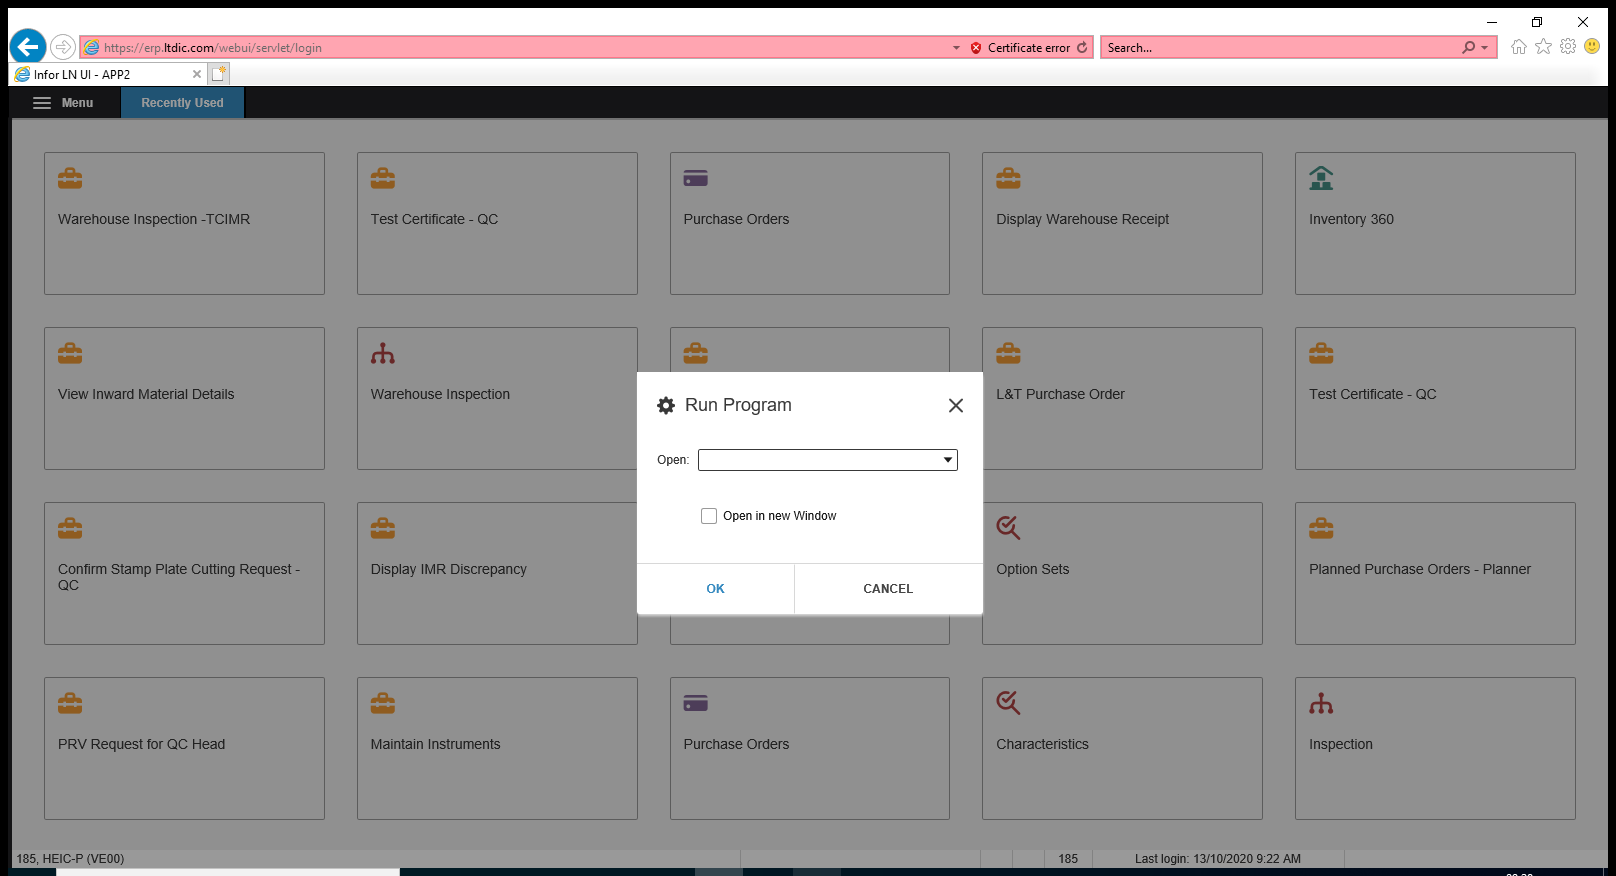 https://erp.ltdic.com/webui/servlet/login
Certificate error
Search...
Infor LN UI - APP2
Menu
Recently Used
Warehouse Inspection -TCIMR
Test Certificate - QC
Purchase Orders
Display Warehouse Receipt
Inventory 360
View Inward Material Details
Warehouse Inspection
L&T Purchase Order
Test Certificate - QC
Run Program
Open:
Open in new Window
OK
CANCEL
Confirm Stamp Plate Cutting Request -
QC
Display IMR Discrepancy
Option Sets
Planned Purchase Orders - Planner
PRV Request for QC Head
Maintain Instruments
Purchase Orders
Characteristics
Inspection
185, HEIC-P (VE00)
185
Last login: 13/10/2020 9:22 AM